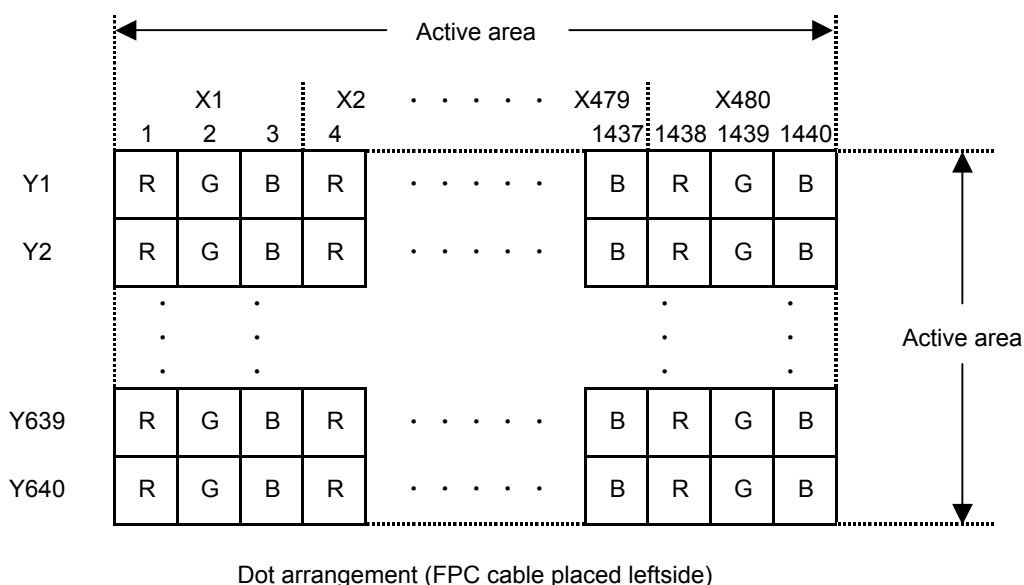 Active area
X1 X2 · · · · · X479 X480
1 2 3 4 1437 1438 1439 1440
Y1 R G B R · · · · · B R G B
Y2 R G B R · · · · · B R G B
· · · ·
· · · ·
Active area
· · · ·
Y639 R G B R · · · · · B R G B
Y640 R G B R · · · · · B R G B
Dot arrangement (FPC cable placed leftside)